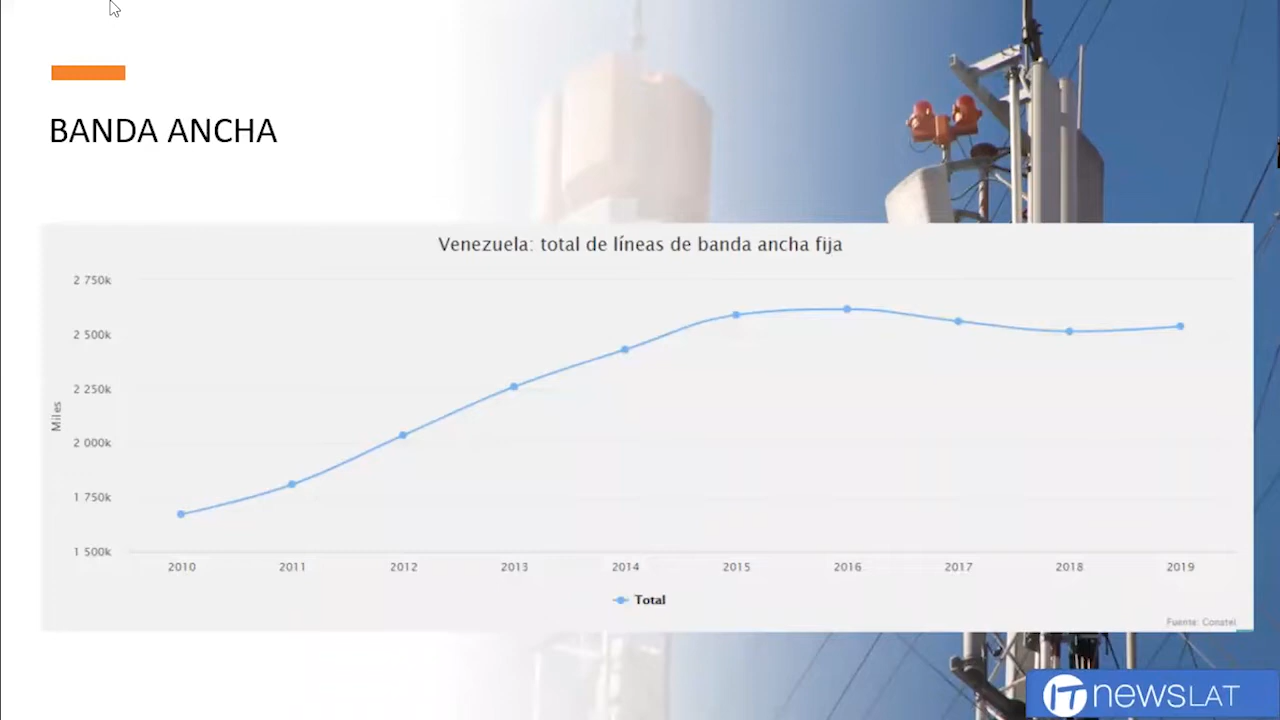 BANDA ANCHA
Venezuela: total de líneas de banda ancha fija
2 750k
2 500k
2 250k
2 000k
1 750k
1 500k
Miles
2010 2011 2012 2013 2014 2015 2016 2017 2018 2019
Total
Fuente: Conatel
IT NEWSLAT